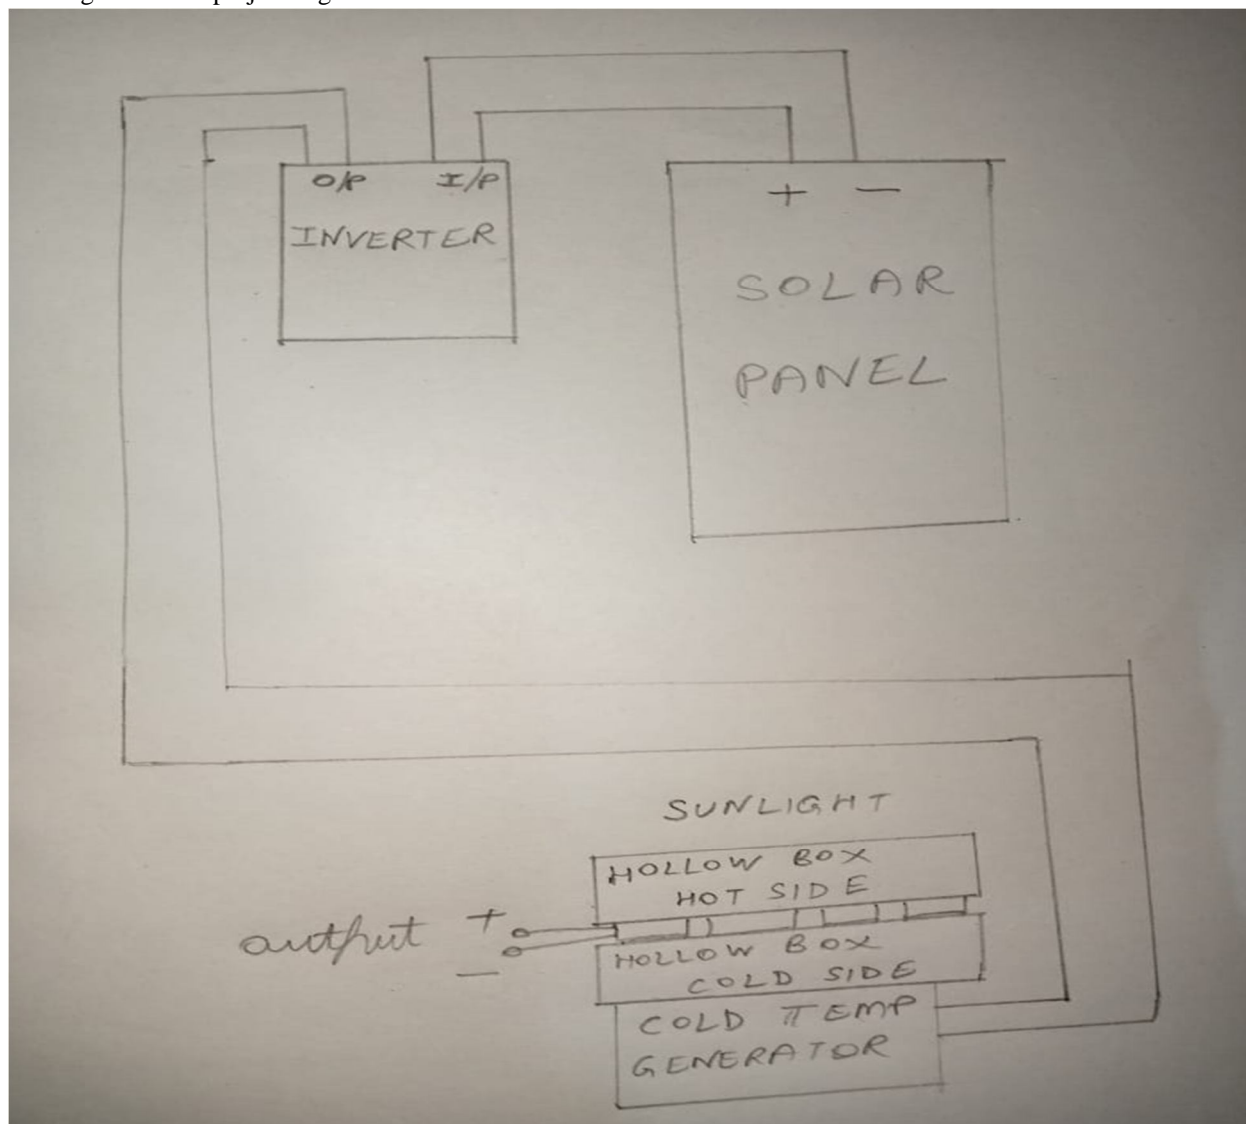 O/P I/P
INVERTER
+ −
SOLAR
PANEL
SUNLIGHT
HOLLOW BOX
HOT SIDE
output +
−
HOLLOW BOX
COLD SIDE
COLD TEMP
GENERATOR